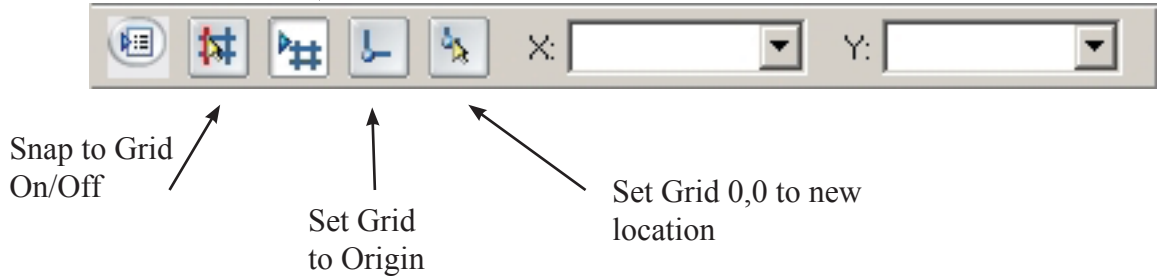 X: Y:
Snap to Grid
On/Off
Set Grid
to Origin
Set Grid 0,0 to new
location